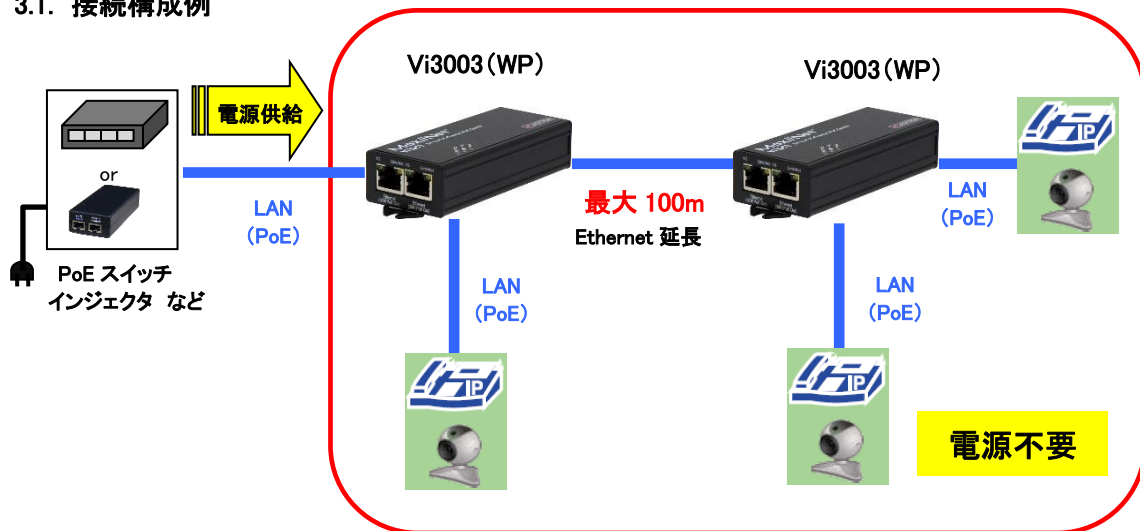 3.1. 接続構成例
Vi3003(WP)
Vi3003(WP)
電源供給
or
PoE スイッチ
インジェクタ など
LAN
(PoE)
最大 100m
Ethernet 延長
LAN
(PoE)
LAN
(PoE)
LAN
(PoE)
IP
IP
IP
電源不要